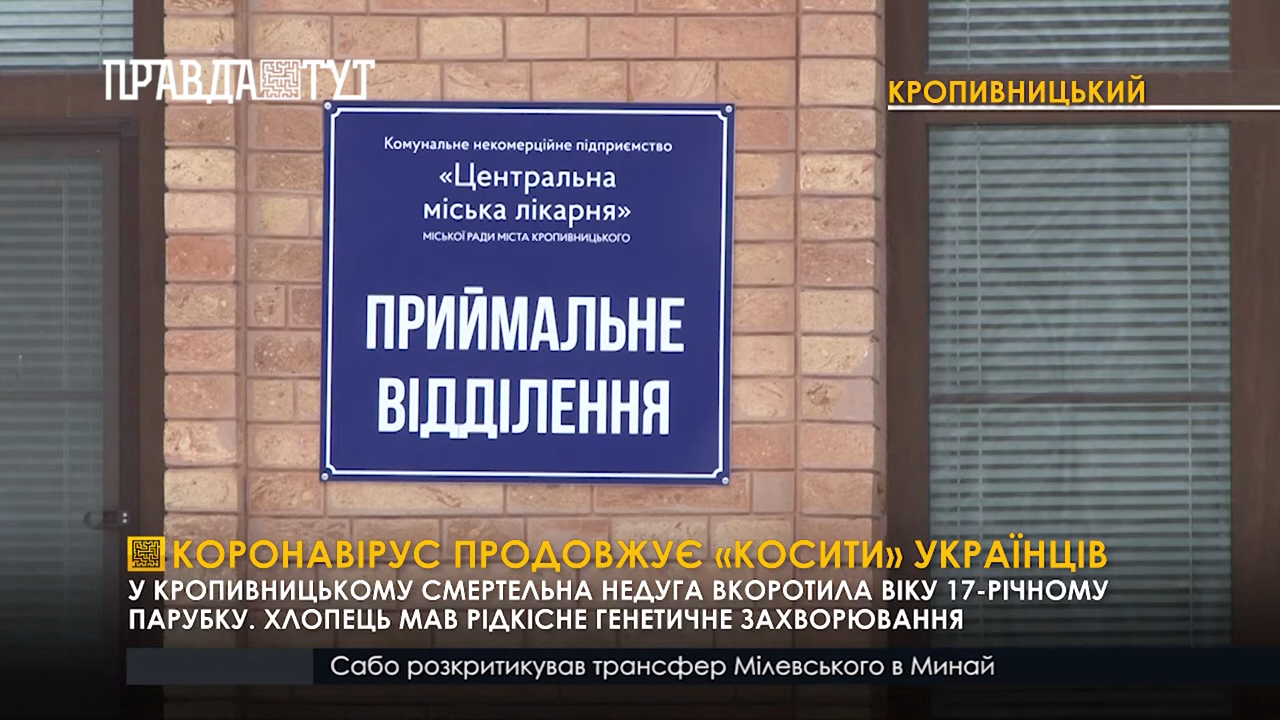 ПРАВДА ТУТ
КРОПИВНИЦЬКИЙ
Комунальне некомерційне підприємство
«Центральна
міська лікарня»
МІСЬКОЇ РАДИ МІСТА КРОПИВНИЦЬКОГО
ПРИЙМАЛЬНЕ
ВІДДІЛЕННЯ
КОРОНАВІРУС ПРОДОВЖУЄ «КОСИТИ» УКРАЇНЦІВ
У КРОПИВНИЦЬКОМУ СМЕРТЕЛЬНА НЕДУГА ВКОРОТИЛА ВІКУ 17-РІЧНОМУ
ПАРУБКУ. ХЛОПЕЦЬ МАВ РІДКІСНЕ ГЕНЕТИЧНЕ ЗАХВОРЮВАННЯ
Сабо розкритикував трансфер Мілевського в Минай